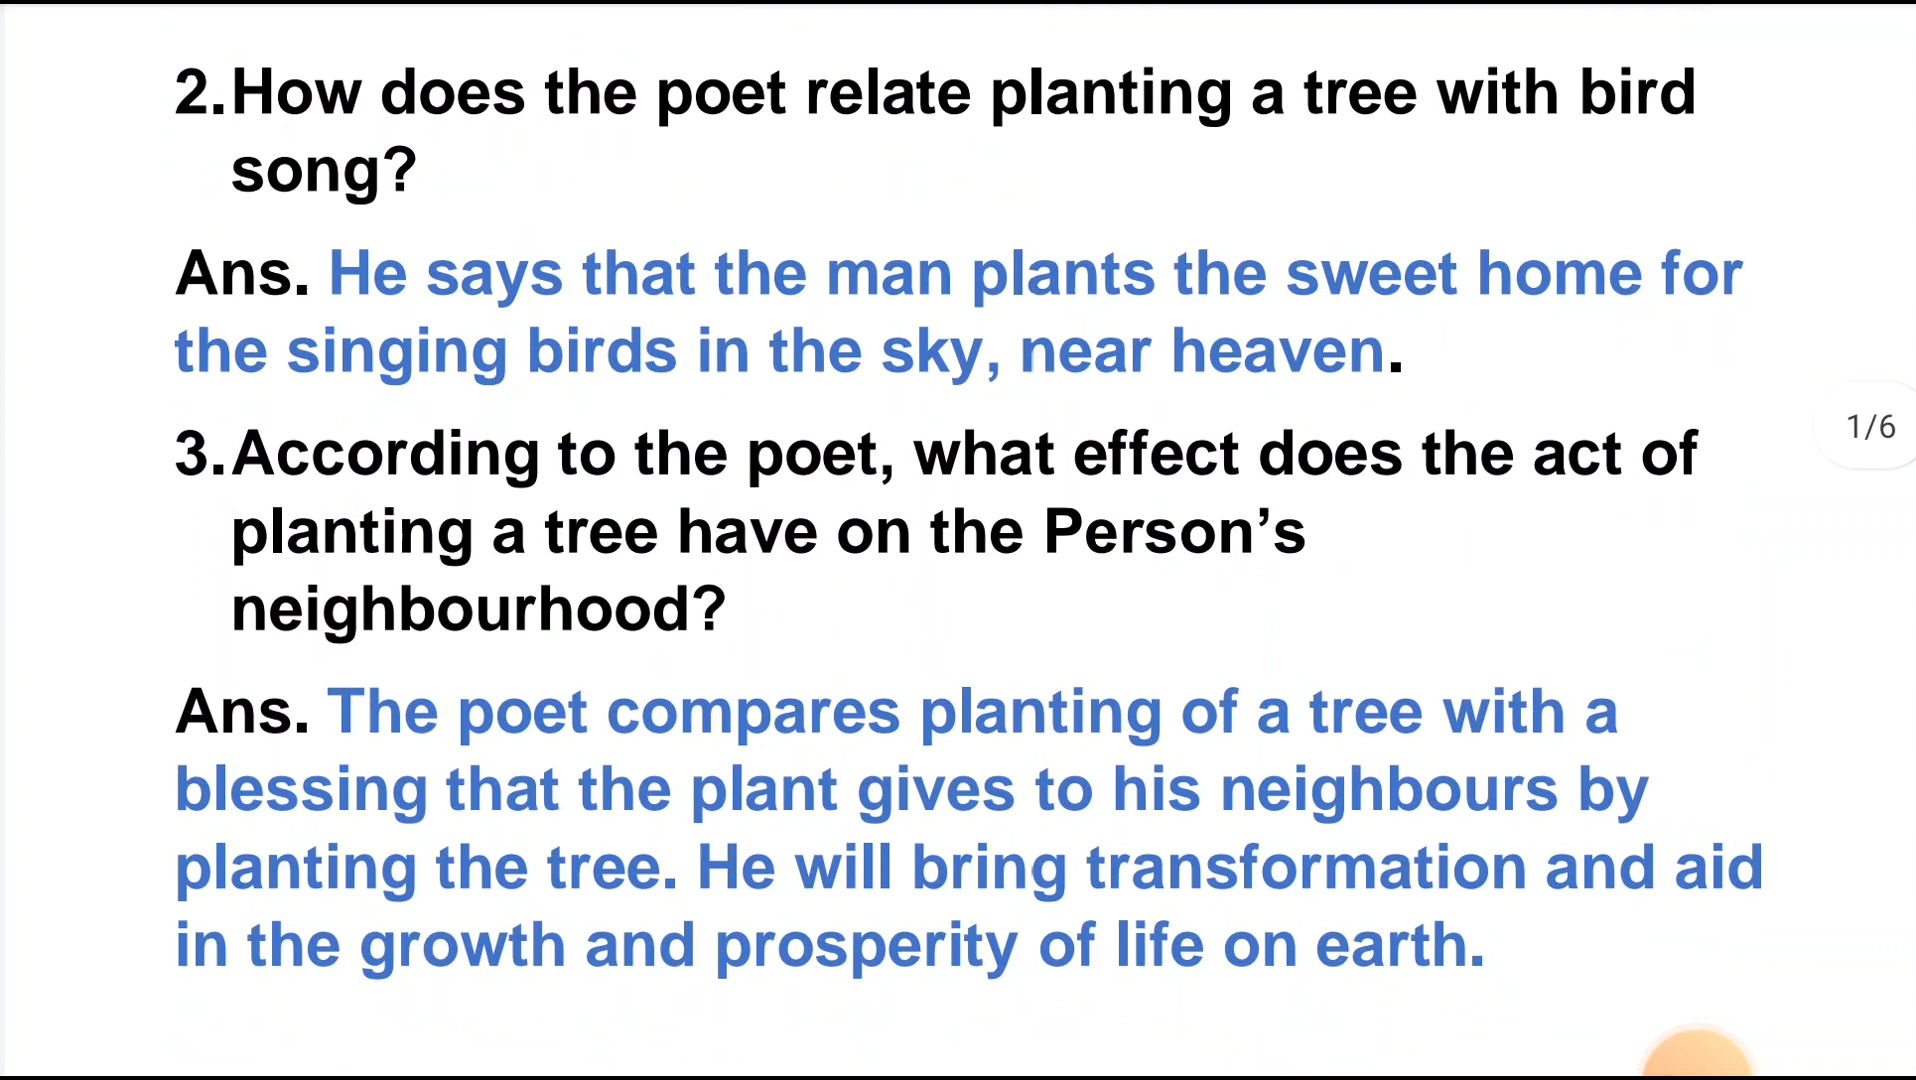 2.How does the poet relate planting a tree with bird
song?
Ans. He says that the man plants the sweet home for
the singing birds in the sky, near heaven.
1/6
3.According to the poet, what effect does the act of
planting a tree have on the Person’s
neighbourhood?
Ans. The poet compares planting of a tree with a
blessing that the plant gives to his neighbours by
planting the tree. He will bring transformation and aid
in the growth and prosperity of life on earth.